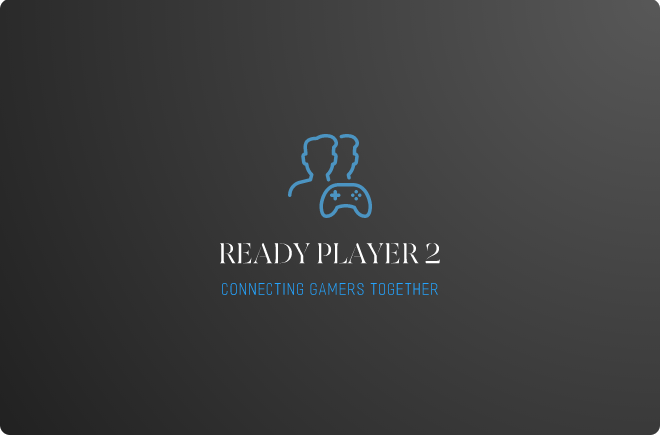 READY PLAYER 2
CONNECTING GAMERS TOGETHER